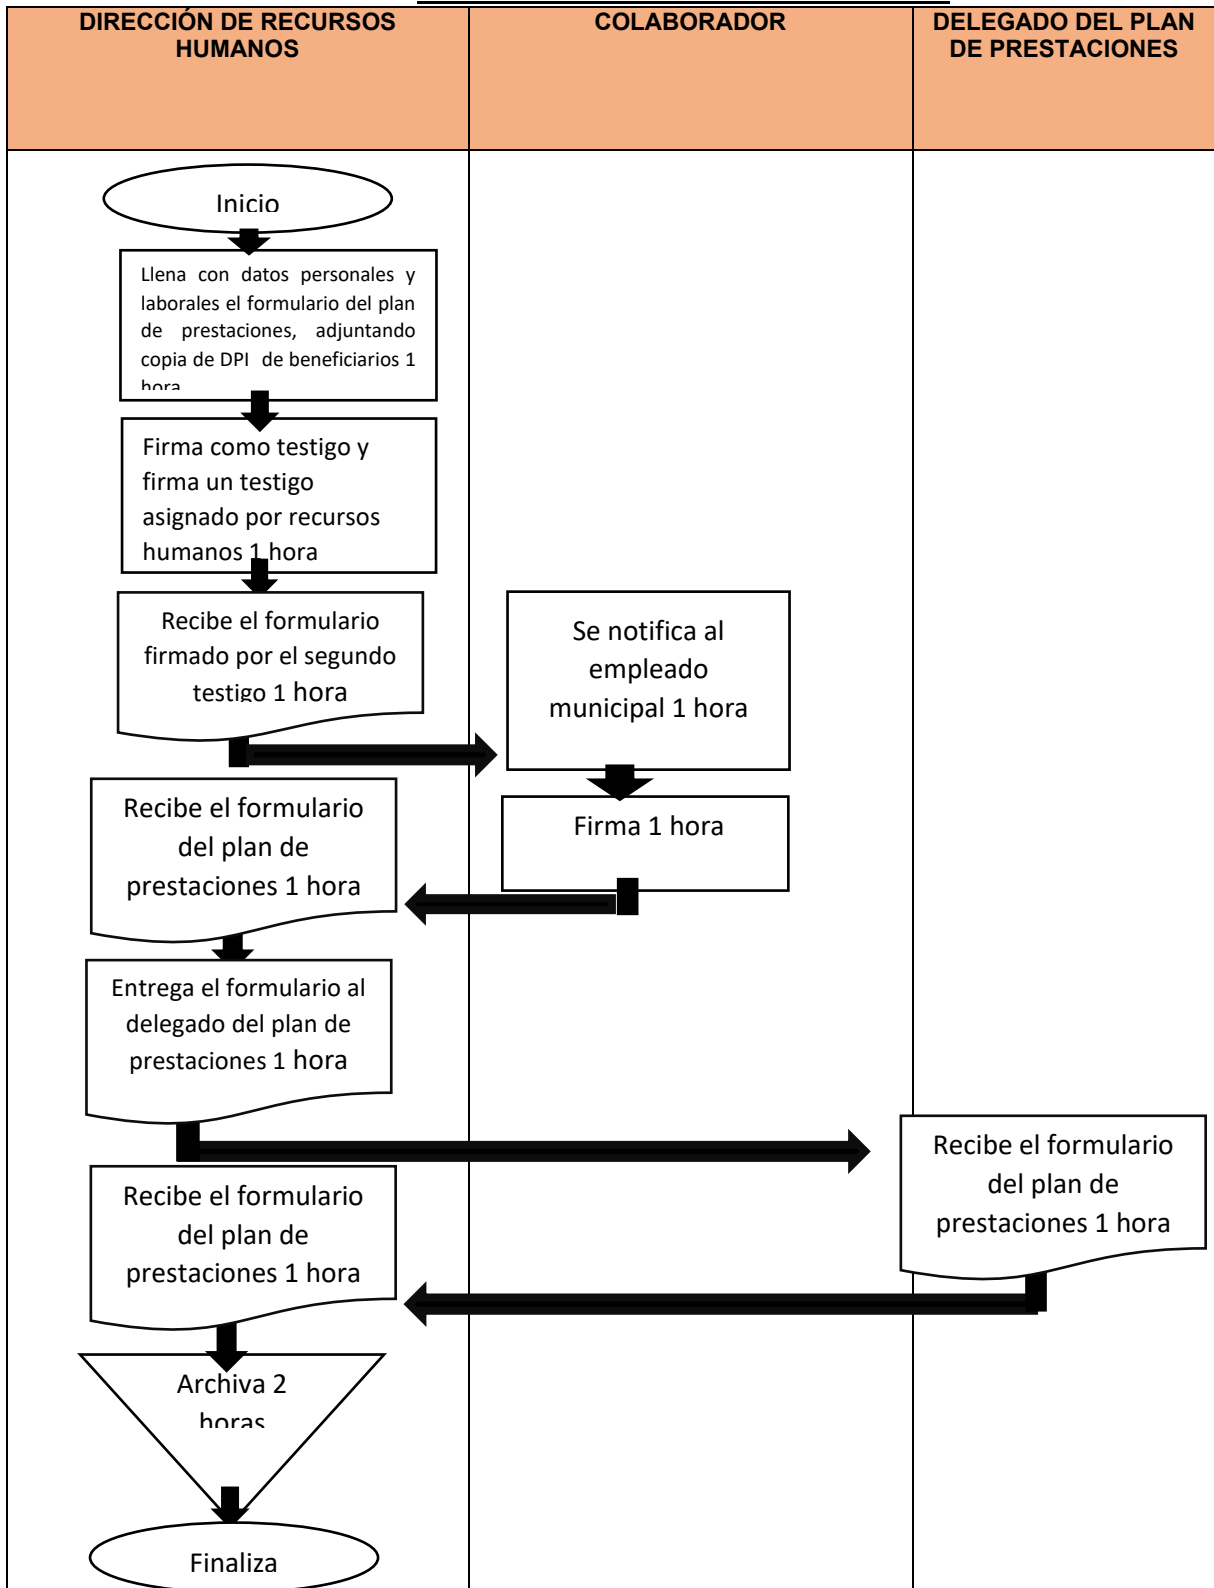 DIRECCIÓN DE RECURSOS
HUMANOS
COLABORADOR
DELEGADO DEL PLAN
DE PRESTACIONES
Inicio
Llena con datos personales y
laborales el formulario del plan
de prestaciones, adjuntando
copia de DPI de beneficiarios 1
hora
Firma como testigo y
firma un testigo
asignado por recursos
humanos 1 hora
Recibe el formulario
firmado por el segundo
testigo 1 hora
Se notifica al
empleado
municipal 1 hora
Firma 1 hora
Recibe el formulario
del plan de
prestaciones 1 hora
Entrega el formulario al
delegado del plan de
prestaciones 1 hora
Recibe el formulario
del plan de
prestaciones 1 hora
Recibe el formulario
del plan de
prestaciones 1 hora
Archiva 2
horas
Finaliza